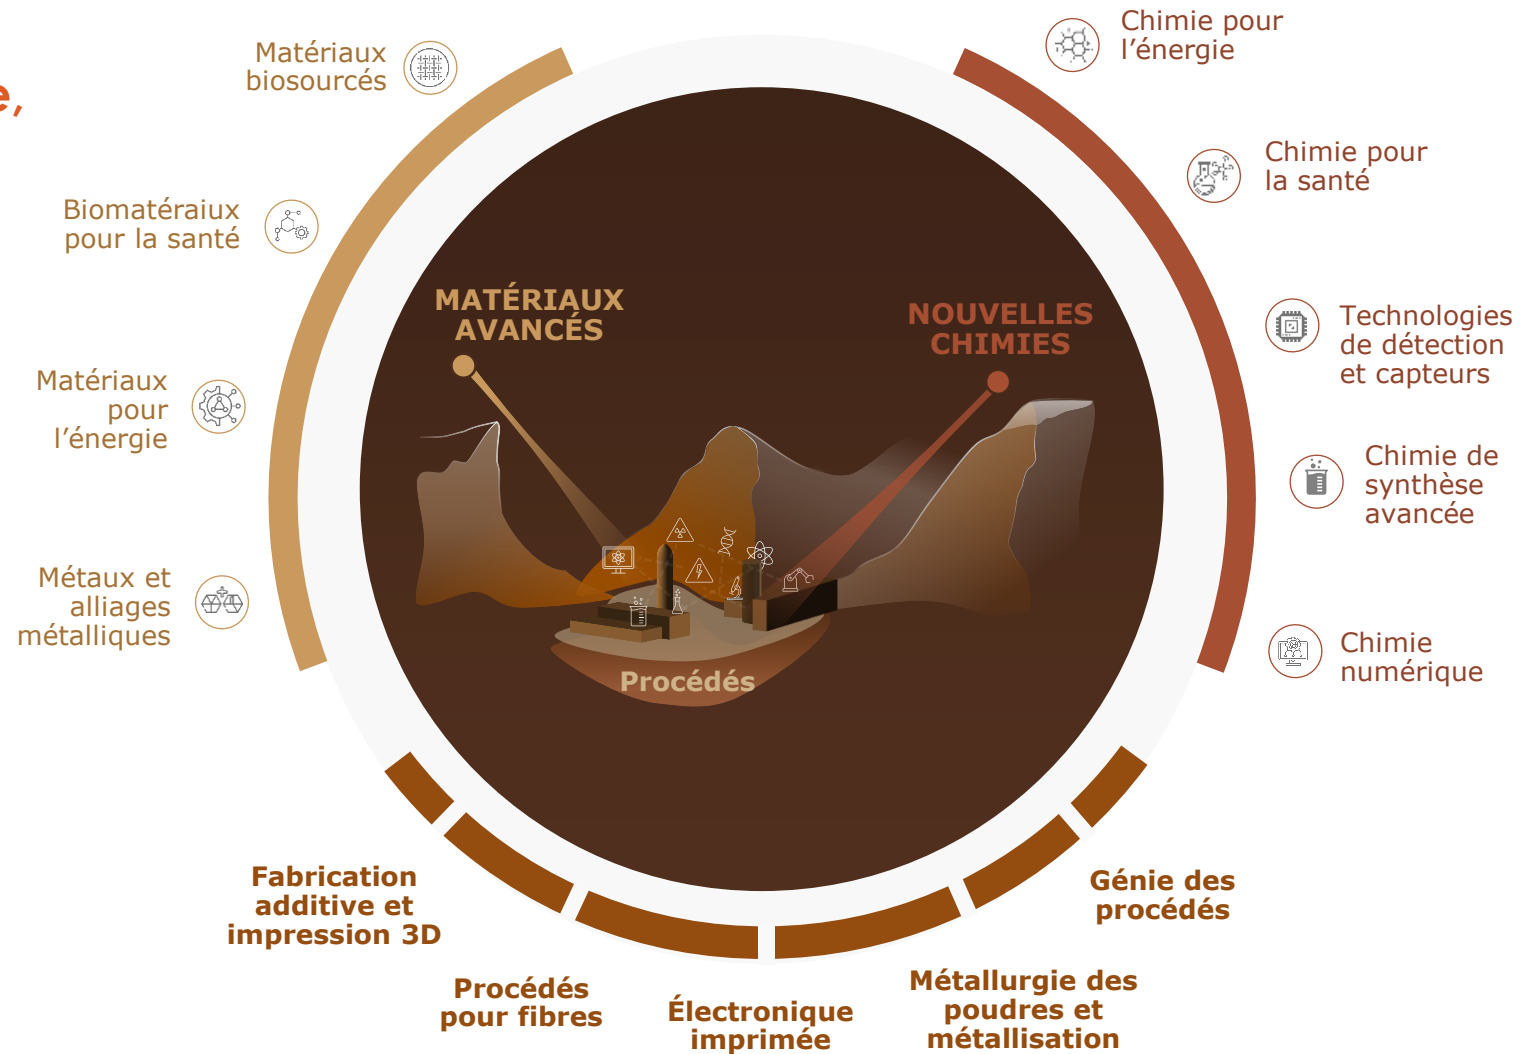 e,
Matériaux
biosourcés
Biomatéraiux
pour la santé
Matériaux
pour
l'énergie
Métaux et
alliages
métalliques
MATÉRIAUX
AVANCÉS
NOUVELLES
CHIMIES
Procédés
Chimie pour
l'énergie
Chimie pour
la santé
Technologies
de détection
et capteurs
Chimie de
synthèse
avancée
Chimie
numérique
Fabrication
additive et
impression 3D
Procédés
pour fibres
Électronique
imprimée
Métallurgie des
poudres et
métallisation
Génie des
procédés